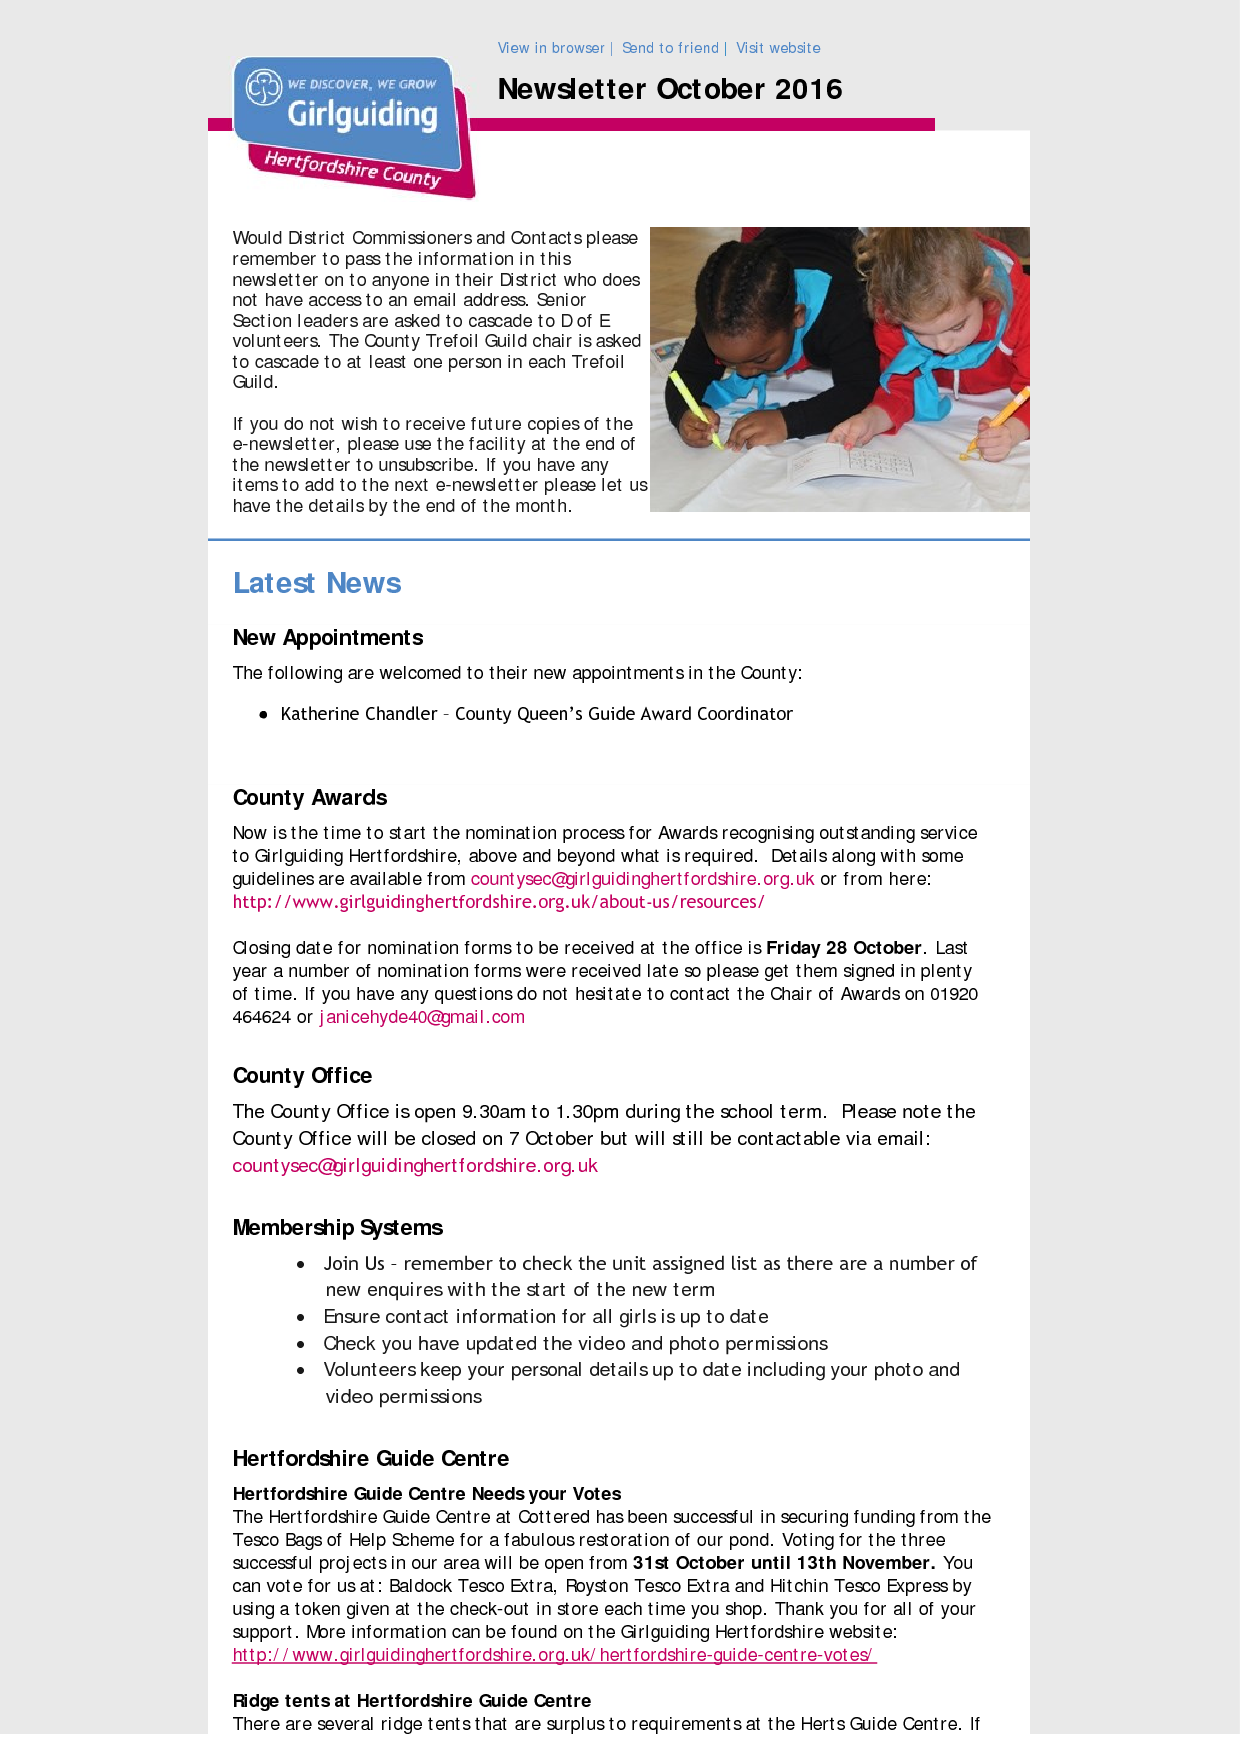 View in browser | Send to friend | Visit website
Newsletter October 2016
WE DISCOVER, WE GROW
Girlguiding
Hertfordshire County
Would District Commissioners and Contacts please
remember to pass the information in this
newsletter on to anyone in their District who does
not have access to an email address. Senior
Section leaders are asked to cascade to D of E
volunteers. The County Trefoil Guild chair is asked
to cascade to at least one person in each Trefoil
Guild.
If you do not wish to receive future copies of the
e-newsletter, please use the facility at the end of
the newsletter to unsubscribe. If you have any
items to add to the next e-newsletter please let us
have the details by the end of the month.
Latest News
New Appointments
The following are welcomed to their new appointments in the County:
● Katherine Chandler – County Queen’s Guide Award Coordinator
County Awards
Now is the time to start the nomination process for Awards recognising outstanding service
to Girlguiding Hertfordshire, above and beyond what is required. Details along with some
guidelines are available from countysec@girlguidinghertfordshire.org.uk or from here:
http://www.girlguidinghertfordshire.org.uk/about-us/resources/
Closing date for nomination forms to be received at the office is Friday 28 October. Last
year a number of nomination forms were received late so please get them signed in plenty
of time. If you have any questions do not hesitate to contact the Chair of Awards on 01920
464624 or janicehyde40@gmail.com
County Office
The County Office is open 9.30am to 1.30pm during the school term. Please note the
County Office will be closed on 7 October but will still be contactable via email:
countysec@girlguidinghertfordshire.org.uk
Membership Systems
• Join Us – remember to check the unit assigned list as there are a number of
new enquires with the start of the new term
• Ensure contact information for all girls is up to date
• Check you have updated the video and photo permissions
• Volunteers keep your personal details up to date including your photo and
video permissions
Hertfordshire Guide Centre
Hertfordshire Guide Centre Needs your Votes
The Hertfordshire Guide Centre at Cottered has been successful in securing funding from the
Tesco Bags of Help Scheme for a fabulous restoration of our pond. Voting for the three
successful projects in our area will be open from 31st October until 13th November. You
can vote for us at: Baldock Tesco Extra, Royston Tesco Extra and Hitchin Tesco Express by
using a token given at the check-out in store each time you shop. Thank you for all of your
support. More information can be found on the Girlguiding Hertfordshire website:
http://www.girlguidinghertfordshire.org.uk/hertfordshire-guide-centre-votes/
Ridge tents at Hertfordshire Guide Centre
There are several ridge tents that are surplus to requirements at the Herts Guide Centre. If